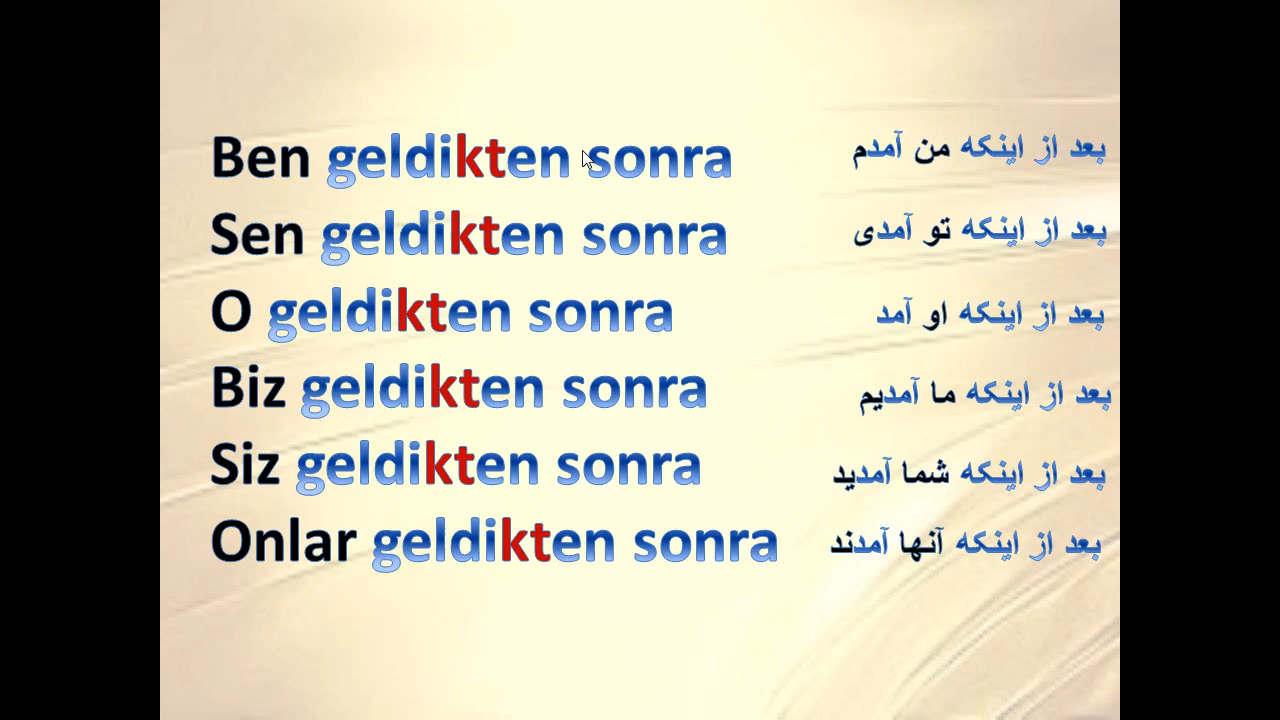 Ben geldikten sonra بعد از اینکه من آمدم
Sen geldikten sonra بعد از اینکه تو آمدی
O geldikten sonra بعد از اینکه او آمد
Biz geldikten sonra بعد از اینکه ما آمدیم
Siz geldikten sonra بعد از اینکه شما آمدید
Onlar geldikten sonra بعد از اینکه آنها آمدند